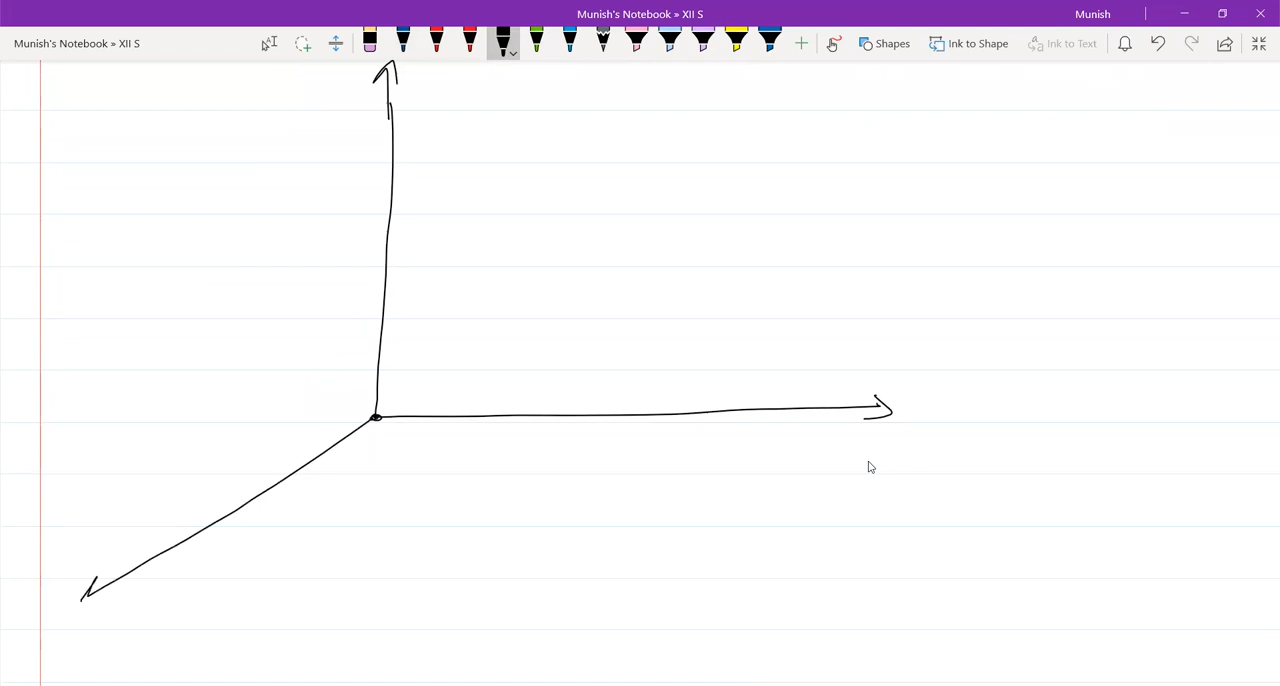 Munish's Notebook » XII S
Munish
Munish's Notebook » XII S
Shapes
Ink to Shape
Ink to Text